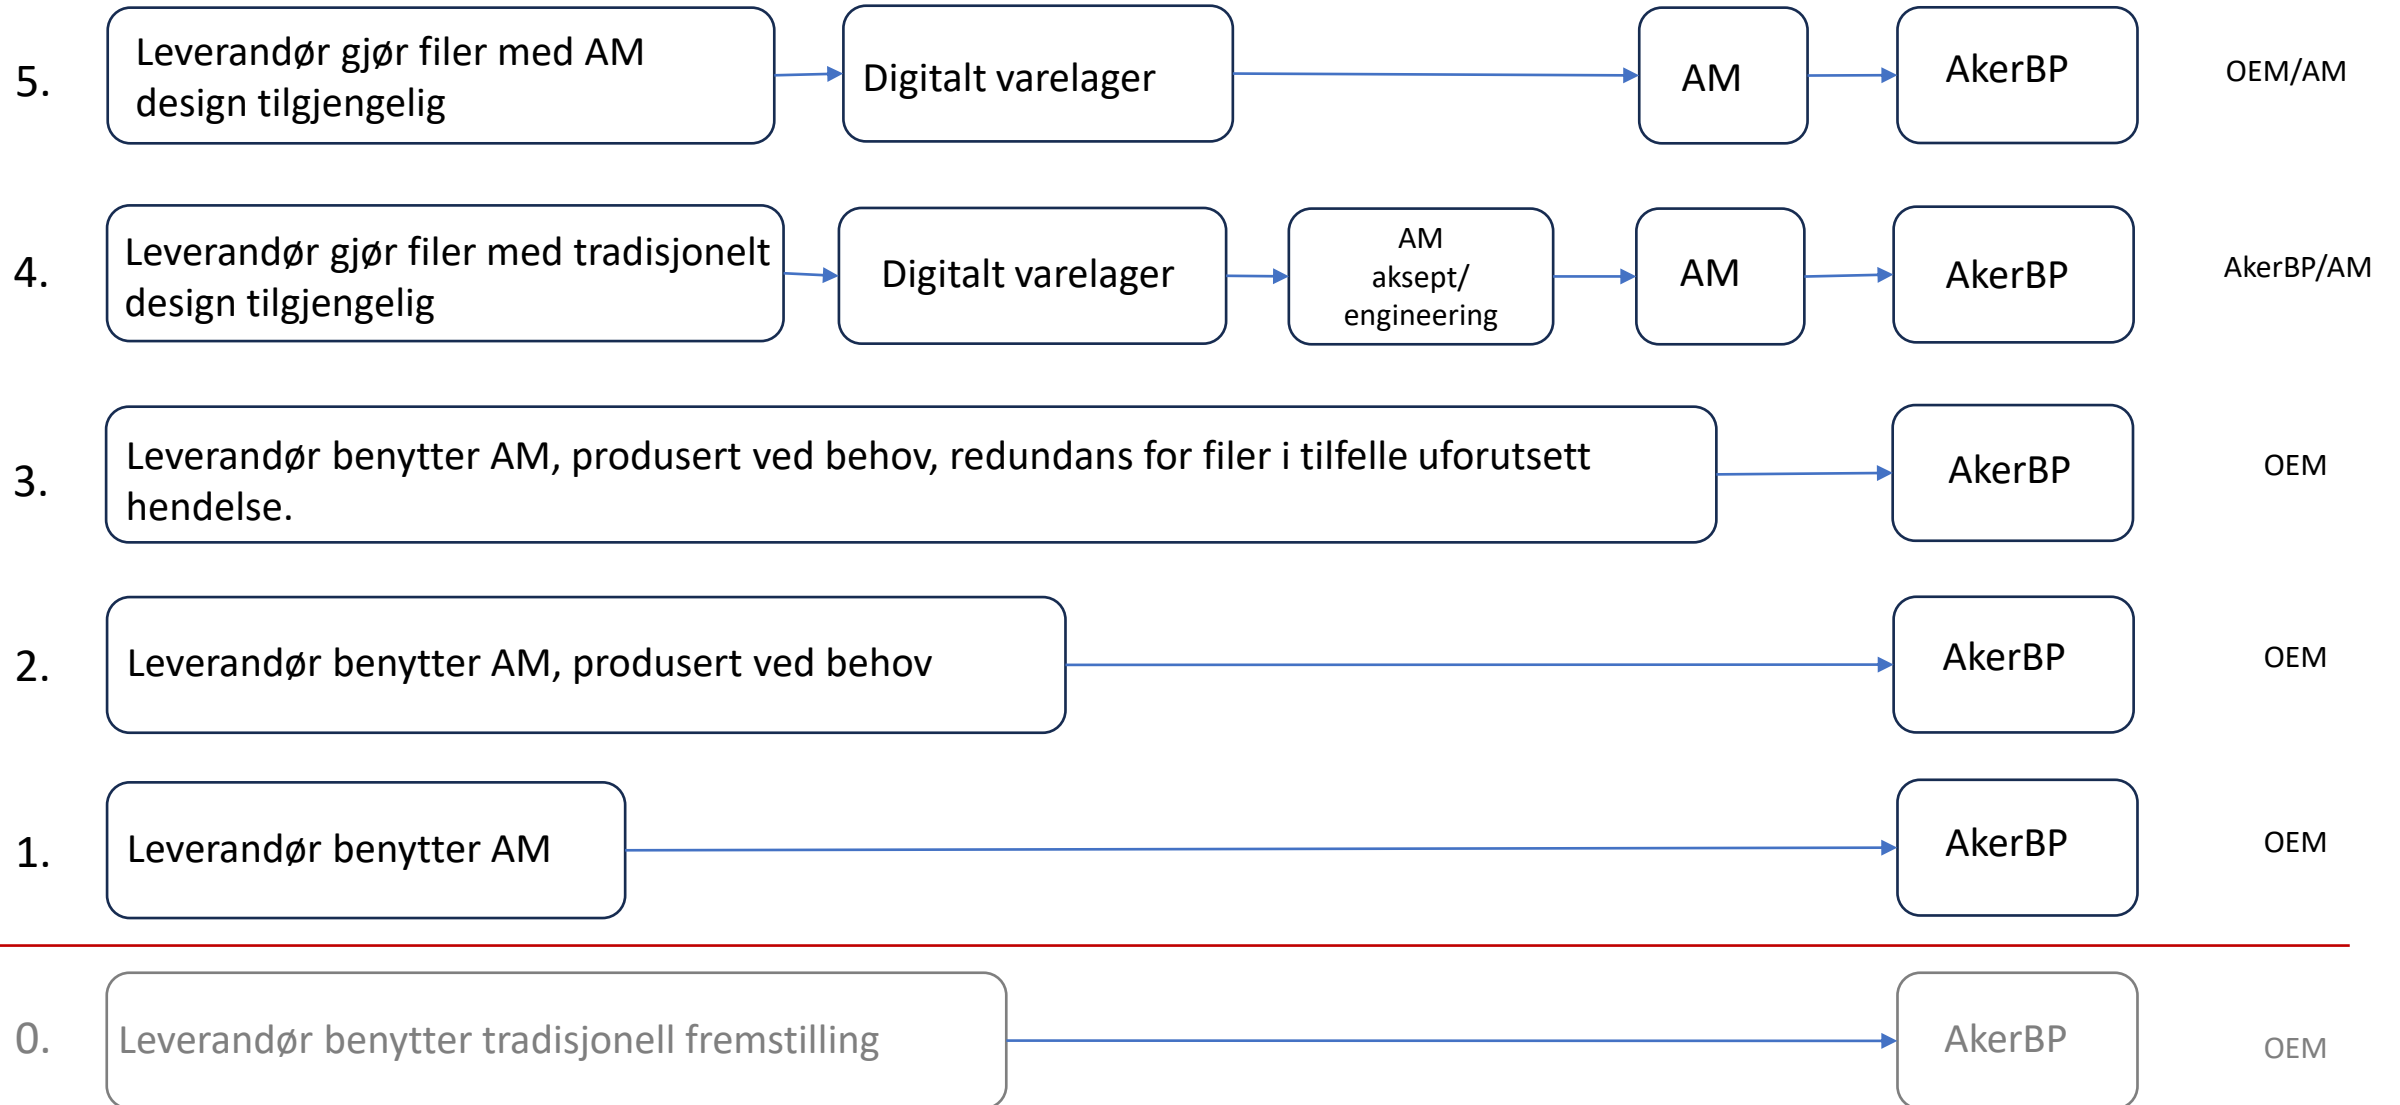 5.
Leverandør gjør filer med AM
design tilgjengelig
Digitalt varelager
AM
AkerBP
OEM/AM
4.
Leverandør gjør filer med tradisjonelt
design tilgjengelig
Digitalt varelager
AM
aksept/
engineering
AM
AkerBP
AkerBP/AM
3.
Leverandør benytter AM, produsert ved behov, redundans for filer i tilfelle uforutsett
hendelse.
AkerBP
OEM
2.
Leverandør benytter AM, produsert ved behov
AkerBP
OEM
1.
Leverandør benytter AM
AkerBP
OEM
0.
Leverandør benytter tradisjonell fremstilling
AkerBP
OEM